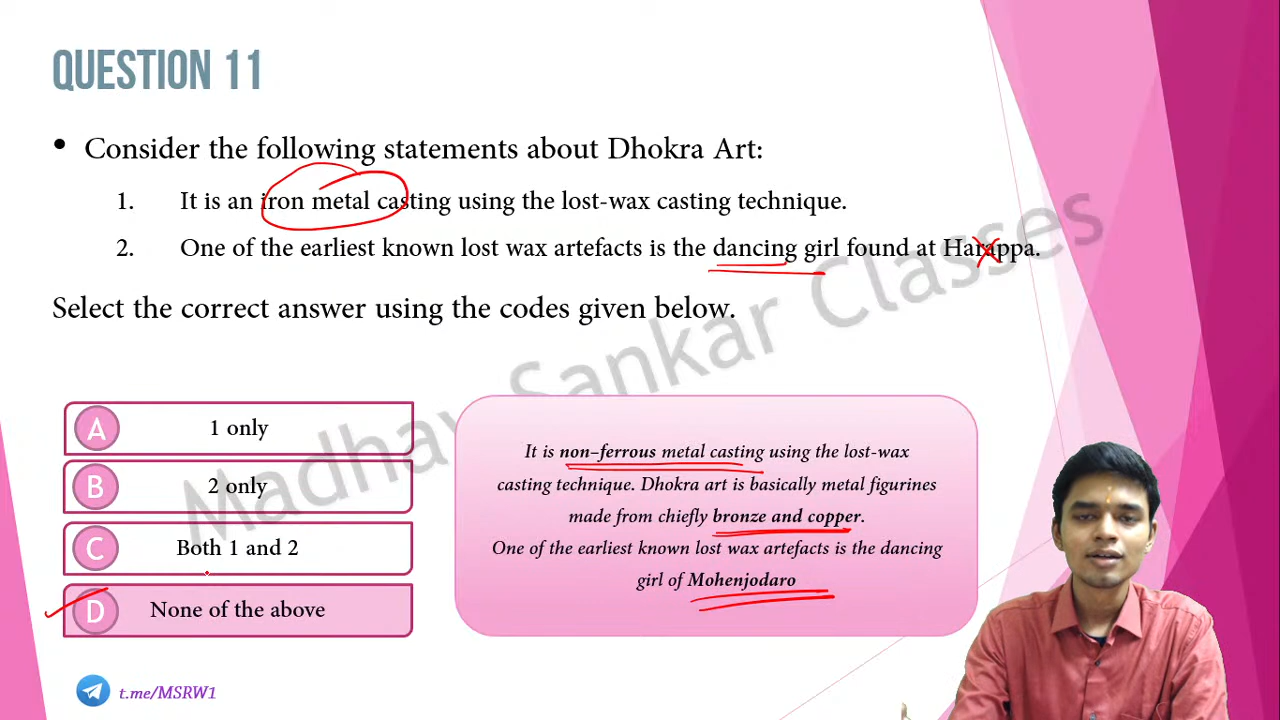 QUESTION 11
• Consider the following statements about Dhokra Art:
1. It is an iron metal casting using the lost-wax casting technique.
2. One of the earliest known lost wax artefacts is the dancing girl found at Harappa.
Select the correct answer using the codes given below.
A 1 only
B 2 only
C Both 1 and 2
D None of the above
It is non–ferrous metal casting using the lost-wax
casting technique. Dhokra art is basically metal figurines
made from chiefly bronze and copper.
One of the earliest known lost wax artefacts is the dancing
girl of Mohenjodaro
Madhav Sankar Classes
t.me/MSRW1